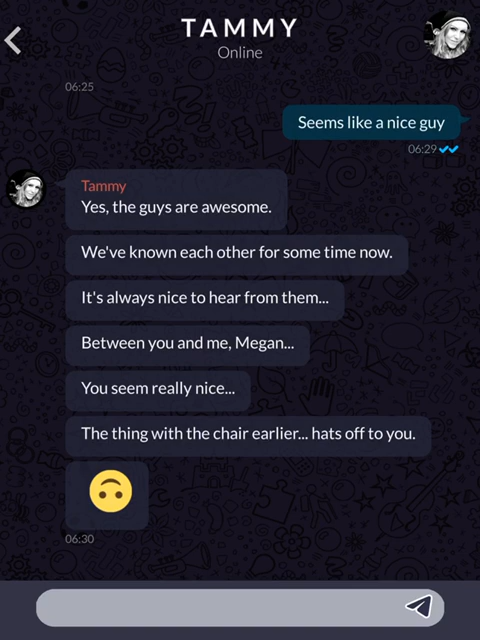 TAMMY
Online
06:25
Seems like a nice guy
06:29
Tammy
Yes, the guys are awesome.
We've known each other for some time now.
It's always nice to hear from them...
Between you and me, Megan...
You seem really nice...
The thing with the chair earlier... hats off to you.
06:30